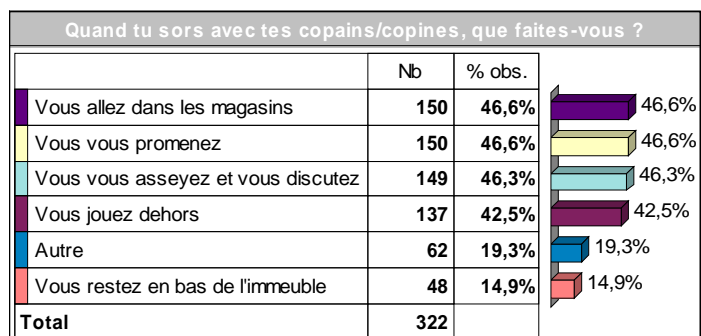 Quand tu sors avec tes copains/copines, que faites-vous ?
Nb % obs.
Vous allez dans les magasins 150 46,6% 46,6%
Vous vous promenez 150 46,6% 46,6%
Vous vous asseyez et vous discutez 149 46,3% 46,3%
Vous jouez dehors 137 42,5% 42,5%
Autre 62 19,3% 19,3%
Vous restez en bas de l'immeuble 48 14,9% 14,9%
Total 322